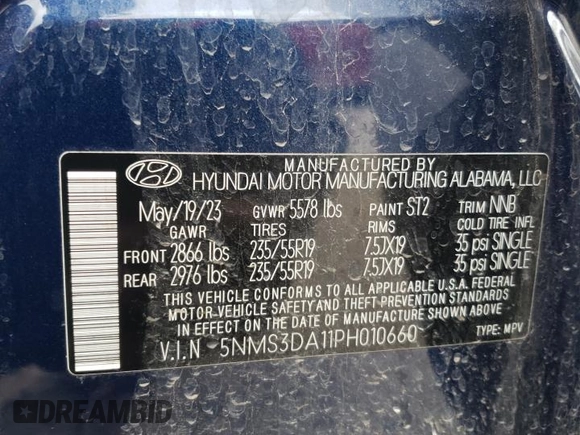 MANUFACTURED BY
HYUNDAI MOTOR MANUFACTURING ALABAMA, LLC
May/19/23 GVWR 5578 lbs PAINT ST2 TRIM NNB
GAWR TIRES RIMS COLD TIRE INFL
FRONT 2866 lbs 235/55R19 7.5JX19 35 psi SINGLE
REAR 2976 lbs 235/55R19 7.5JX19 35 psi SINGLE
THIS VEHICLE CONFORMS TO ALL APPLICABLE U.S.A. FEDERAL
MOTOR VEHICLE SAFETY AND THEFT PREVENTION STANDARDS
IN EFFECT ON THE DATE OF MANUFACTURE SHOWN ABOVE.
V.I.N 5NMS3DA11PH010660 TYPE: MPV
DREAMBID